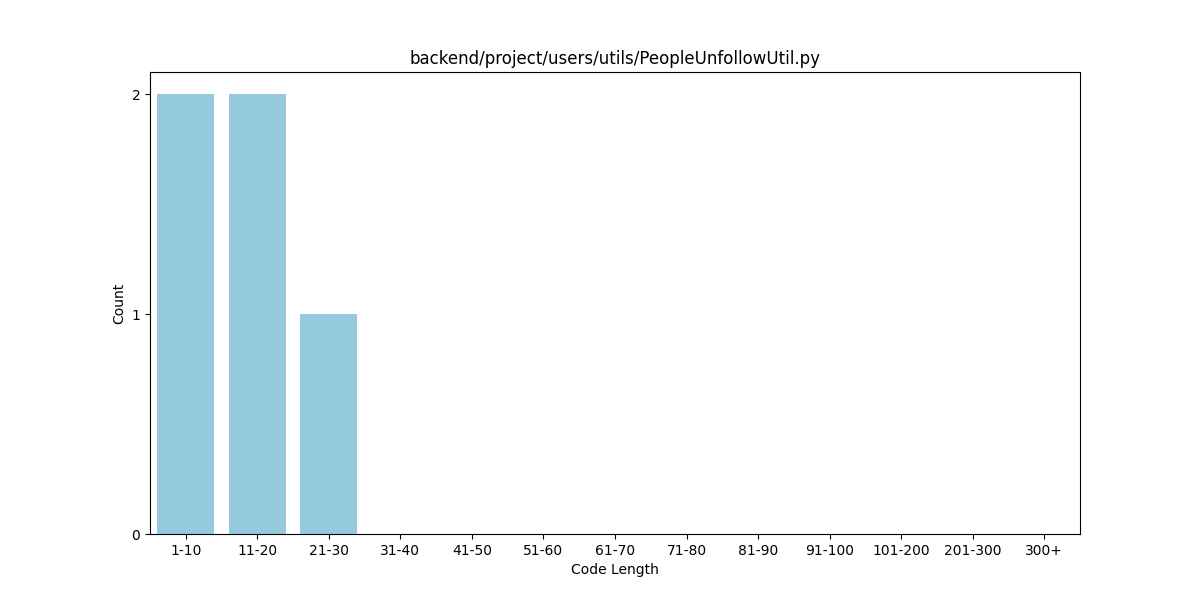 backend/project/users/utils/PeopleUnfollowUtil.py
2
1
0
Count
1-10 11-20 21-30 31-40 41-50 51-60 61-70 71-80 81-90 91-100 101-200 201-300 300+
Code Length